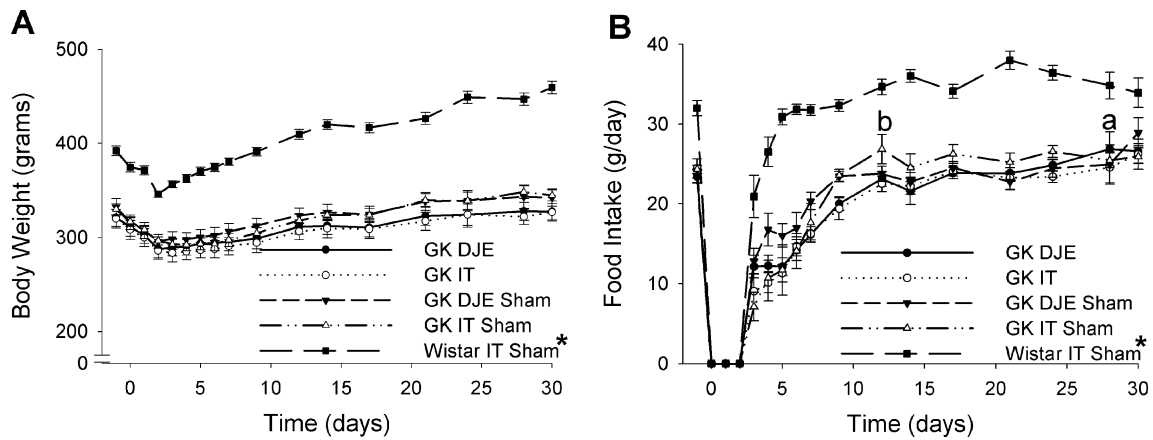 A
Body Weight (grams)
500
400
300
200
0
GK DJE
GK IT
GK DJE Sham
GK IT Sham
Wistar IT Sham*
0 5 10 15 20 25 30
Time (days)
B
Food Intake (g/day)
40
30
20
10
0
b
a
GK DJE
GK IT
GK DJE Sham
GK IT Sham
Wistar IT Sham*
0 5 10 15 20 25 30
Time (days)